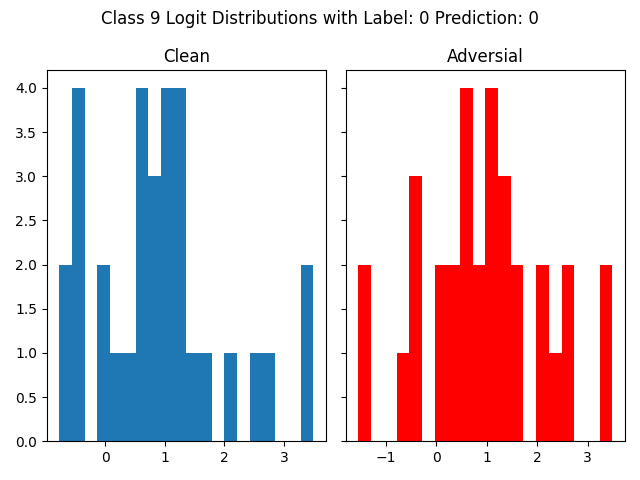 Class 9 Logit Distributions with Label: 0 Prediction: 0
Clean
Adversial
4.0
3.5
3.0
2.5
2.0
1.5
1.0
0.5
0.0
0 1 2 3
−1 0 1 2 3